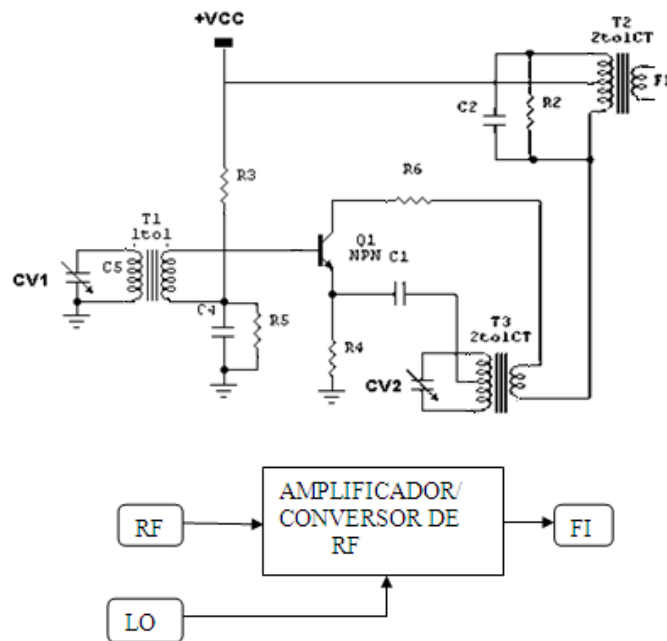 +VCC
T2
2to1CT
C2
R2
R3
R6
T1
1to1
Q1
NPN
C1
C5
CV1
C4
R5
R4
T3
2to1CT
CV2
AMPLIFICADOR/
CONVERSOR DE
RF
RF
FI
LO